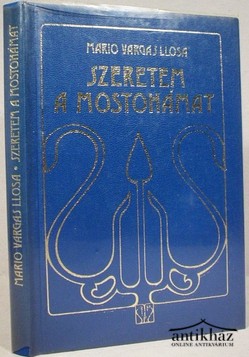 MARIO VARGAS LLOSA
SZERETEM
A MOSTOHÁMAT
MARIO VARGAS LLOSA • SZERETEM A MOSTOHÁMAT
antikház
ONLINE ANTIKVÁRIUM